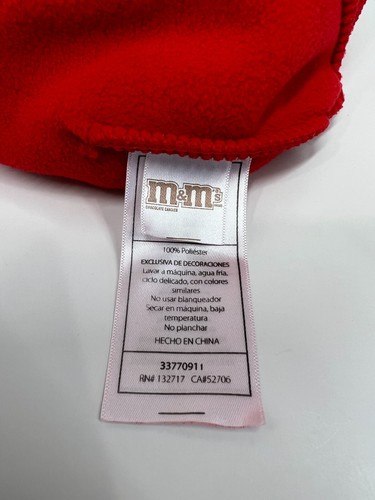 m&m's
CHOCOLATE CANDIES
100% Poliéster
EXCLUSIVA DE DECORACIONES
Lavar a máquina, agua fría,
ciclo delicado, con colores
similares
No usar blanqueador
Secar en máquina, baja
temperatura
No planchar
HECHO EN CHINA
33770911
RN# 132717 CA#52706